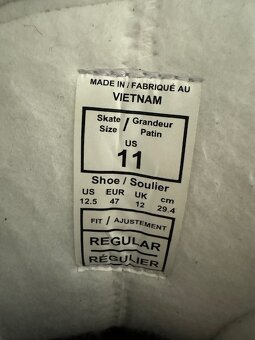 MADE IN / FABRIQUÉ AU
VIETNAM
Skate Size / Grandeur Patin
US
11
Shoe / Soulier
US EUR UK cm
12.5 47 12 29.4
FIT / AJUSTEMENT
REGULAR
RÉGULIER